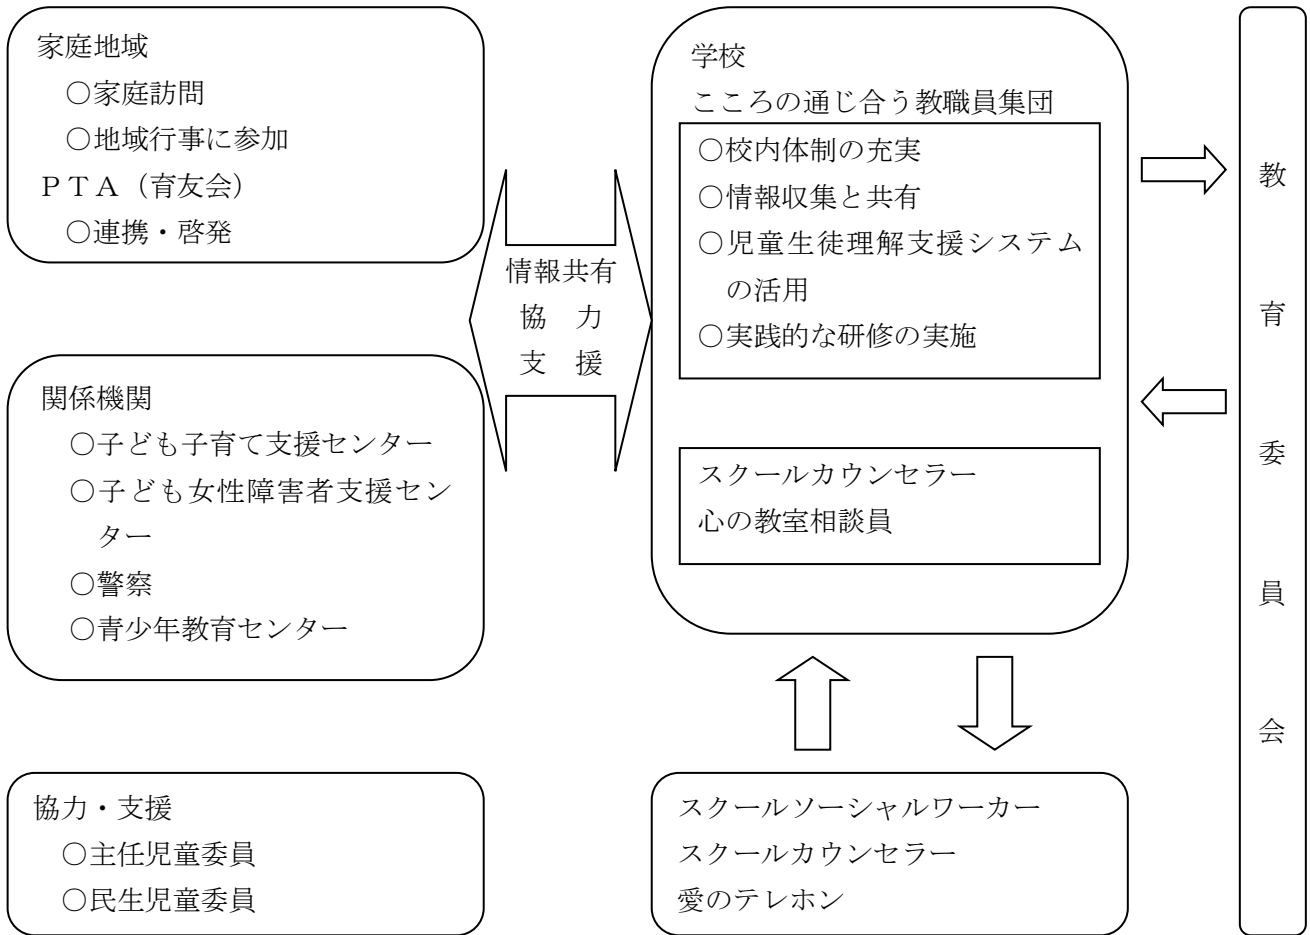 家庭地域
○家庭訪問
○地域行事に参加
ＰＴＡ（育友会）
○連携・啓発
関係機関
○子ども子育て支援センター
○子ども女性障害者支援セン
ター
○警察
○青少年教育センター
協力・支援
○主任児童委員
○民生児童委員
情報共有
協　力
支　援
学校
こころの通じ合う教職員集団
○校内体制の充実
○情報収集と共有
○児童生徒理解支援システム
の活用
○実践的な研修の実施
スクールカウンセラー
心の教室相談員
スクールソーシャルワーカー
スクールカウンセラー
愛のテレホン
教育委員会